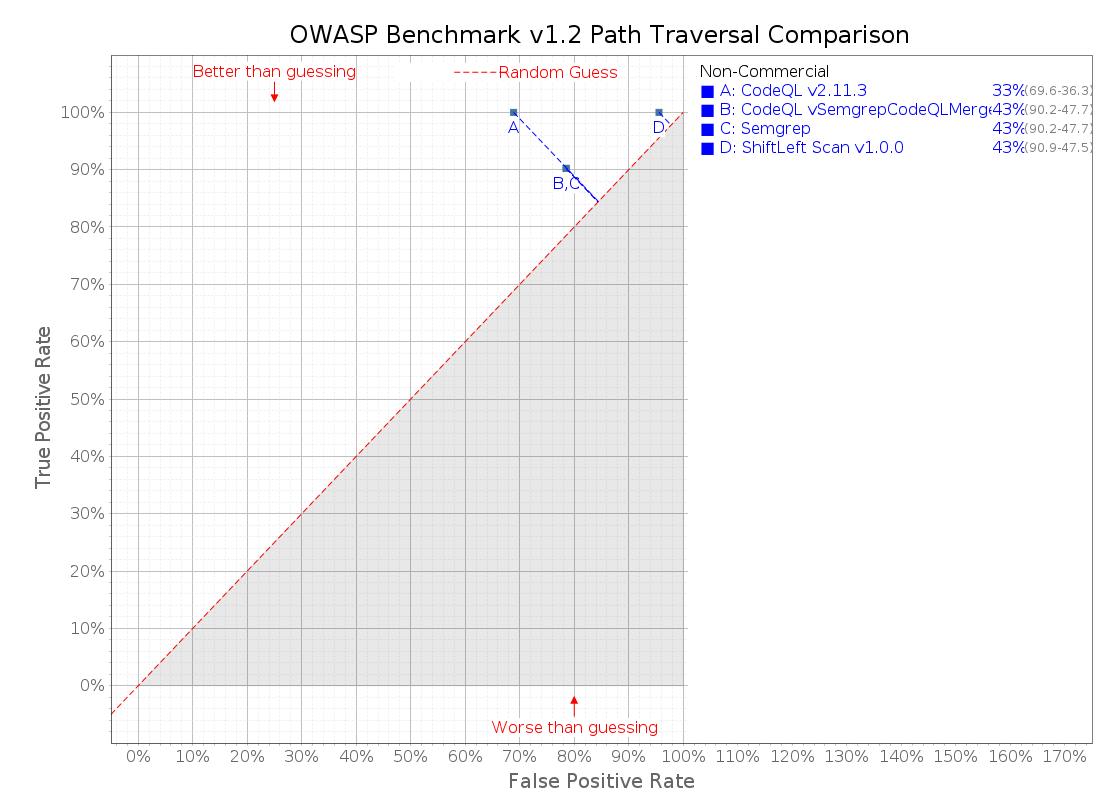 OWASP Benchmark v1.2 Path Traversal Comparison
Better than guessing
Random Guess
Non-Commercial
A: CodeQL v2.11.3 33% (69.6-36.3)
B: CodeQL vSemgrepCodeQLMerge 43% (90.2-47.7)
C: Semgrep 43% (90.2-47.7)
D: ShiftLeft Scan v1.0.0 43% (90.9-47.5)
100%
A
D
90%
B,C
80%
70%
60%
50%
40%
30%
20%
10%
0%
True Positive Rate
Worse than guessing
0% 10% 20% 30% 40% 50% 60% 70% 80% 90% 100% 110% 120% 130% 140% 150% 160% 170%
False Positive Rate